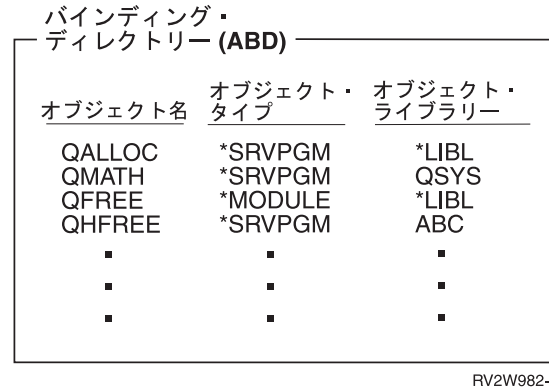 バインディング・
ディレクトリー (ABD)
オブジェクト名 オブジェクト・タイプ オブジェクト・ライブラリー
QALLOC *SRVPGM *LIBL
QMATH *SRVPGM QSYS
QFREE *MODULE *LIBL
QHFREE *SRVPGM ABC
RV2W982-